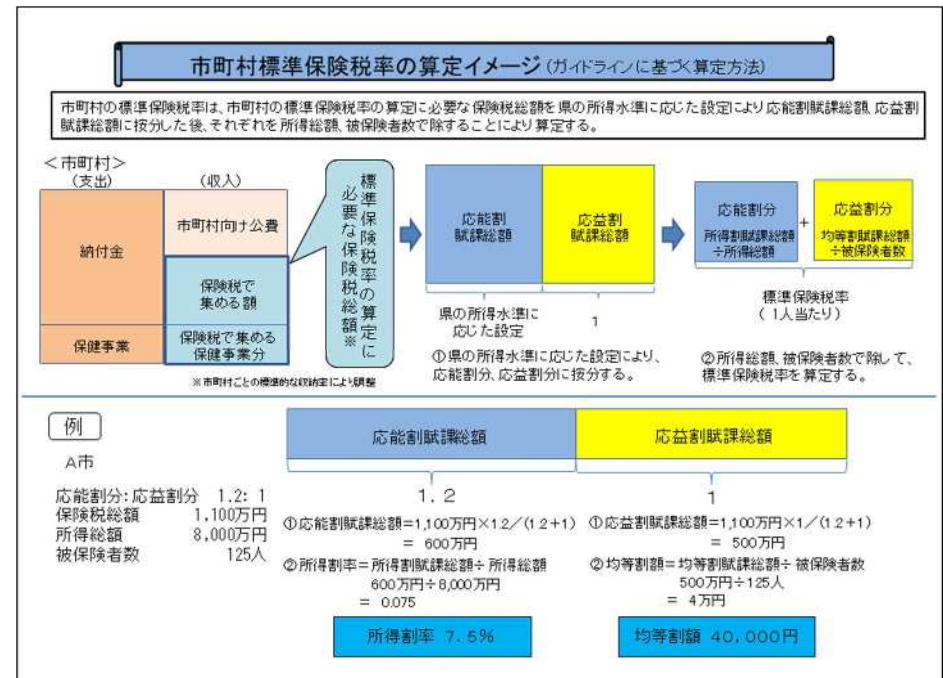 市町村標準保険税率の算定イメージ(ガイドラインに基づく算定方法)
市町村の標準保険税率は、市町村の標準保険税率の算定に必要な保険税総額を県の所得水準に応じた設定により応能割賦課総額、応益割
賦課総額に按分した後、それぞれを所得総額、被保険者数で除することにより算定する。
<市町村>
(支出)
(収入)
納付金
保健事業
市町村向け公費
保険税で
集める額
保険税で集める
保健事業分
標準保険税率の算定に
必要な保険税総額※
※市町村ごとの標準的な収納率により調整
応能割
賦課総額
応益割
賦課総額
県の所得水準に
応じた設定
1
①県の所得水準に応じた設定により、
応能割分、応益割分に按分する。
応能割分
所得割賦課総額
÷所得総額
+
応益割分
均等割賦課総額
÷被保険者数
標準保険税率
(1人当たり)
②所得総額、被保険者数で除して、
標準保険税率を算定する。
例
A市
応能割分:応益割分 1.2:1
保険税総額 1,100万円
所得総額 8,000万円
被保険者数 125人
応能割賦課総額
1.2
①応能割賦課総額=1,100万円×1.2/(1.2+1)
= 600万円
②所得割率=所得割賦課総額÷所得総額
600万円÷8,000万円
= 0.075
所得割率 7.5%
応益割賦課総額
1
①応益割賦課総額=1,100万円×1/(1.2+1)
= 500万円
②均等割額=均等割賦課総額÷被保険者数
500万円÷125人
= 4万円
均等割額 40,000円